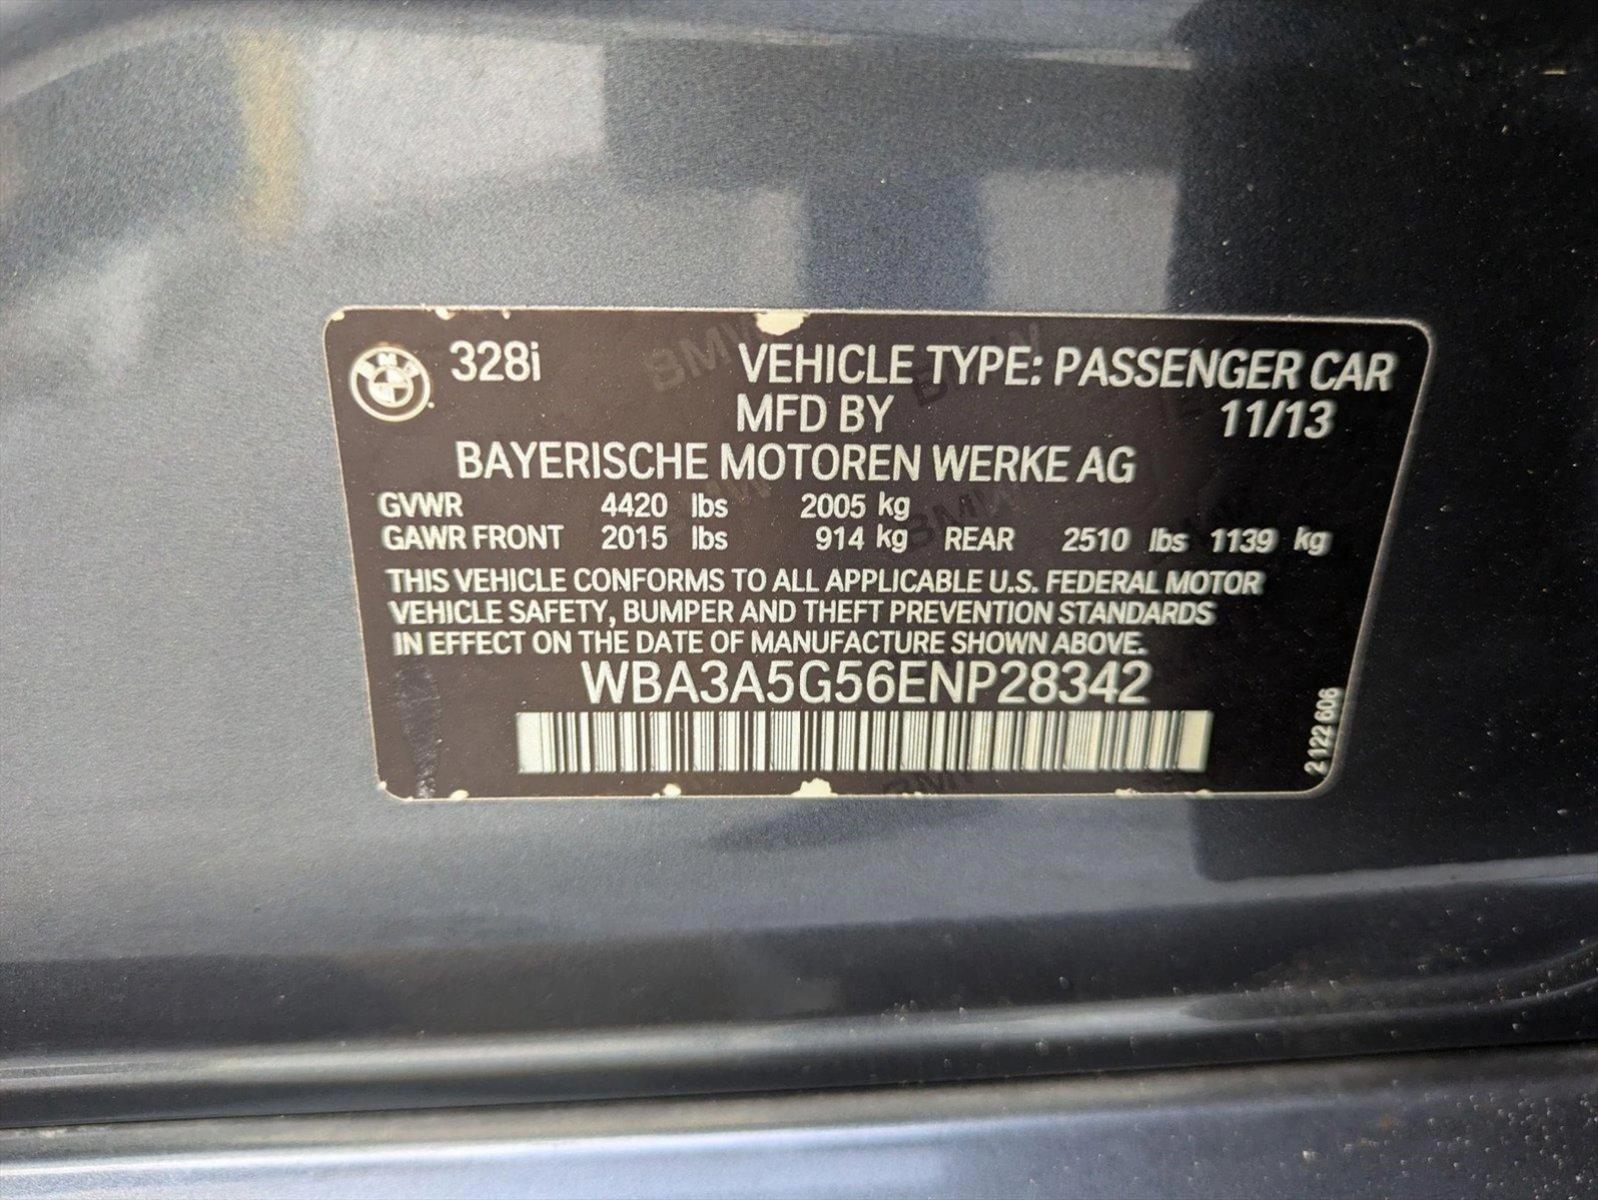 328i VEHICLE TYPE: PASSENGER CAR
MFD BY 11/13
BAYERISCHE MOTOREN WERKE AG
GVWR 4420 lbs 2005 kg
GAWR FRONT 2015 lbs 914 kg REAR 2510 lbs 1139 kg
THIS VEHICLE CONFORMS TO ALL APPLICABLE U.S. FEDERAL MOTOR
VEHICLE SAFETY, BUMPER AND THEFT PREVENTION STANDARDS
IN EFFECT ON THE DATE OF MANUFACTURE SHOWN ABOVE.
WBA3A5G56ENP28342
2 122 606